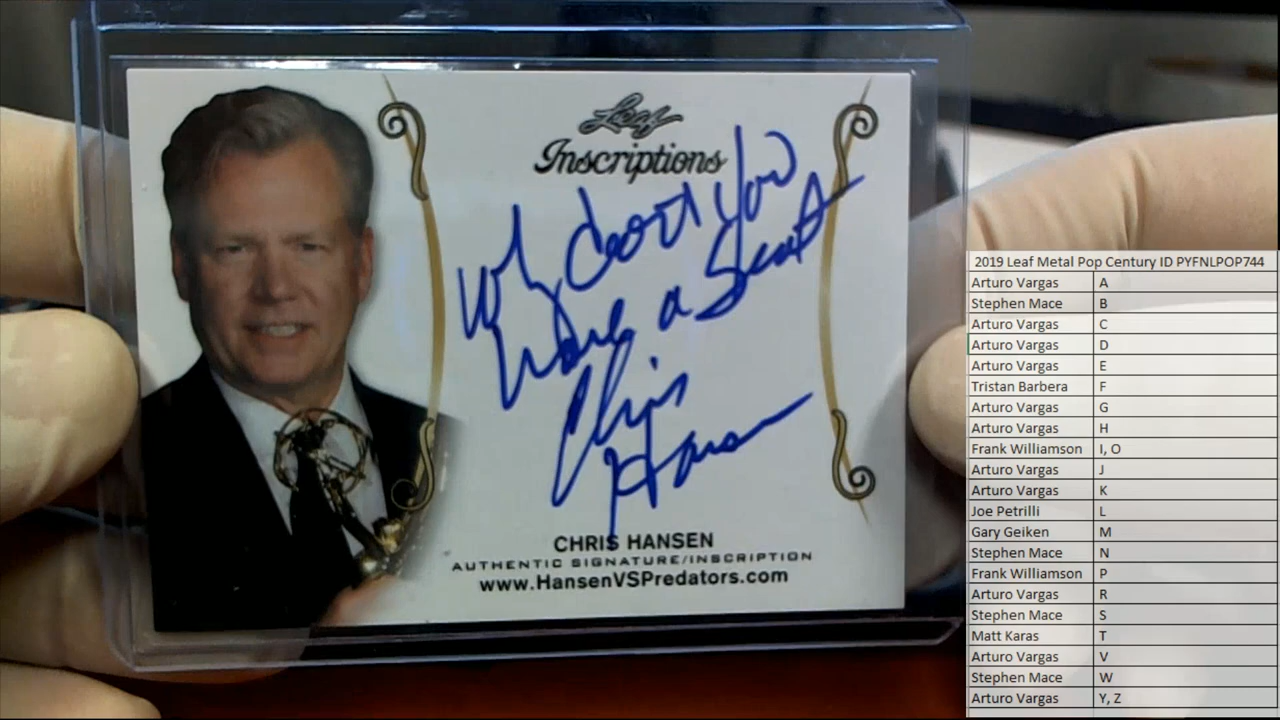 Leaf
Inscriptions
Why Don't You
Have a Seat
Chris
Hansen
CHRIS HANSEN
AUTHENTIC SIGNATURE/INSCRIPTION
www.HansenVSPredators.com
2019 Leaf Metal Pop Century ID PYFNLPOP744
Arturo Vargas A
Stephen Mace B
Arturo Vargas C
Arturo Vargas D
Arturo Vargas E
Tristan Barbera F
Arturo Vargas G
Arturo Vargas H
Frank Williamson I, O
Arturo Vargas J
Arturo Vargas K
Joe Petrilli L
Gary Geiken M
Stephen Mace N
Frank Williamson P
Arturo Vargas R
Stephen Mace S
Matt Karas T
Arturo Vargas V
Stephen Mace W
Arturo Vargas Y, Z